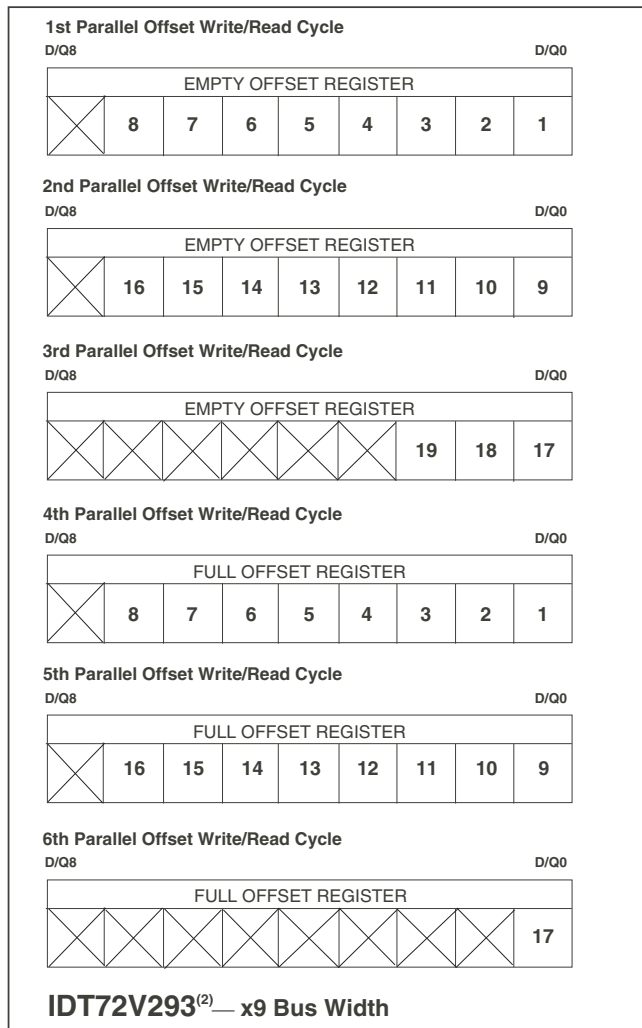 1st Parallel Offset Write/Read Cycle
D/Q8 D/Q0
EMPTY OFFSET REGISTER
8 7 6 5 4 3 2 1
2nd Parallel Offset Write/Read Cycle
D/Q8 D/Q0
EMPTY OFFSET REGISTER
16 15 14 13 12 11 10 9
3rd Parallel Offset Write/Read Cycle
D/Q8 D/Q0
EMPTY OFFSET REGISTER
19 18 17
4th Parallel Offset Write/Read Cycle
D/Q8 D/Q0
FULL OFFSET REGISTER
8 7 6 5 4 3 2 1
5th Parallel Offset Write/Read Cycle
D/Q8 D/Q0
FULL OFFSET REGISTER
16 15 14 13 12 11 10 9
6th Parallel Offset Write/Read Cycle
D/Q8 D/Q0
FULL OFFSET REGISTER
17
IDT72V293(2)— x9 Bus Width